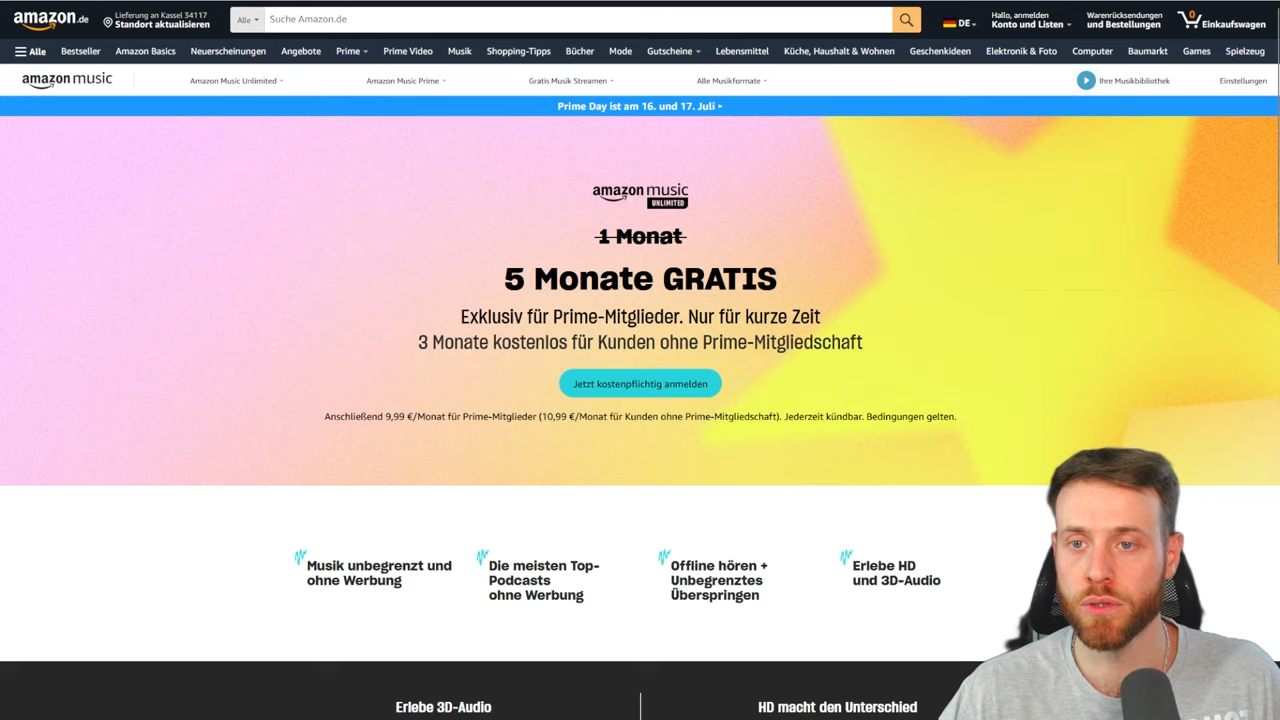 amazon.de
Lieferung an Kassel 34117
Standort aktualisieren
Alle
Suche Amazon.de
DE
Hallo, anmelden
Konto und Listen
Warenrücksendungen
und Bestellungen
0
Einkaufswagen
Alle
Bestseller
Amazon Basics
Neuerscheinungen
Angebote
Prime
Prime Video
Musik
Shopping-Tipps
Bücher
Mode
Gutscheine
Lebensmittel
Küche, Haushalt & Wohnen
Geschenkideen
Elektronik & Foto
Computer
Baumarkt
Games
Spielzeug
amazon music
Amazon Music Unlimited
Amazon Music Prime
Gratis Musik Streamen
Alle Musikformate
Ihre Musikbibliothek
Einstellungen
Prime Day ist am 16. und 17. Juli
amazon music
UNLIMITED
1 Monat
5 Monate GRATIS
Exklusiv für Prime-Mitglieder. Nur für kurze Zeit
3 Monate kostenlos für Kunden ohne Prime-Mitgliedschaft
Jetzt kostenpflichtig anmelden
Anschließend 9,99 €/Monat für Prime-Mitglieder (10,99 €/Monat für Kunden ohne Prime-Mitgliedschaft). Jederzeit kündbar. Bedingungen gelten.
Musik unbegrenzt und
ohne Werbung
Die meisten Top-
Podcasts
ohne Werbung
Offline hören +
Unbegrenztes
Überspringen
Erlebe HD
und 3D-Audio
Erlebe 3D-Audio
HD macht den Unterschied